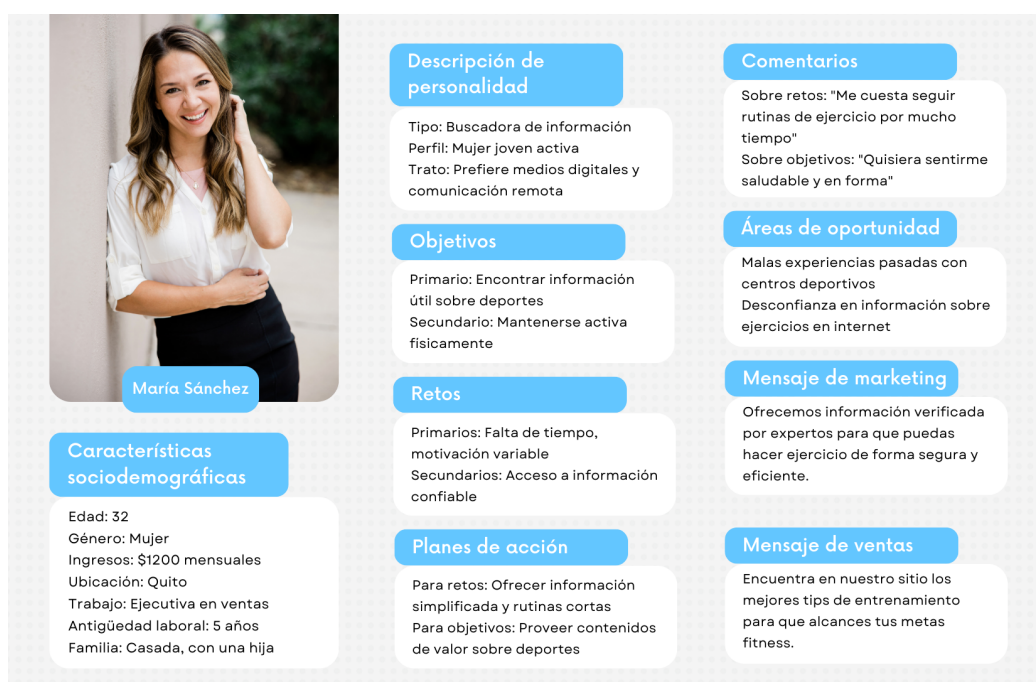 María Sánchez
Características
sociodemográficas
Edad: 32
Género: Mujer
Ingresos: $1200 mensuales
Ubicación: Quito
Trabajo: Ejecutiva en ventas
Antigüedad laboral: 5 años
Familia: Casada, con una hija
Descripción de
personalidad
Tipo: Buscadora de información
Perfil: Mujer joven activa
Trato: Prefiere medios digitales y
comunicación remota
Objetivos
Primario: Encontrar información
útil sobre deportes
Secundario: Mantenerse activa
fisicamente
Retos
Primarios: Falta de tiempo,
motivación variable
Secundarios: Acceso a información
confiable
Planes de acción
Para retos: Ofrecer información
simplificada y rutinas cortas
Para objetivos: Proveer contenidos
de valor sobre deportes
Comentarios
Sobre retos: "Me cuesta seguir
rutinas de ejercicio por mucho
tiempo"
Sobre objetivos: "Quisiera sentirme
saludable y en forma"
Áreas de oportunidad
Malas experiencias pasadas con
centros deportivos
Desconfianza en información sobre
ejercicios en internet
Mensaje de marketing
Ofrecemos información verificada
por expertos para que puedas
hacer ejercicio de forma segura y
eficiente.
Mensaje de ventas
Encuentra en nuestro sitio los
mejores tips de entrenamiento
para que alcances tus metas
fitness.